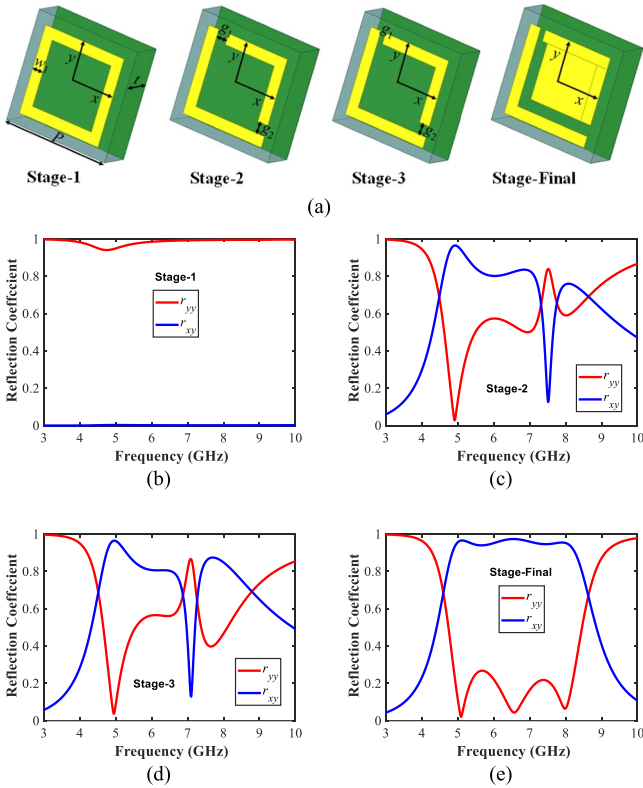 w1
y
x
t
P
Stage-1
g1
y
x
g2
Stage-2
g1
y
x
g2
Stage-3
y
x
Stage-Final
(a)
Reflection Coeffccient
1
0.8
0.6
0.4
0.2
0
Stage-1
ryy
rxy
3 4 5 6 7 8 9 10
Frequency (GHz)
(b)
Reflection Coefficient
1
0.8
0.6
0.4
0.2
0
Stage-2
ryy
rxy
3 4 5 6 7 8 9 10
Frequency (GHz)
(c)
Reflection Coefficient
1
0.8
0.6
0.4
0.2
0
Stage-3
ryy
rxy
3 4 5 6 7 8 9 10
Frequency (GHz)
(d)
Reflection Coefficient
1
0.8
0.6
0.4
0.2
0
Stage-Final
ryy
rxy
3 4 5 6 7 8 9 10
Frequency (GHz)
(e)